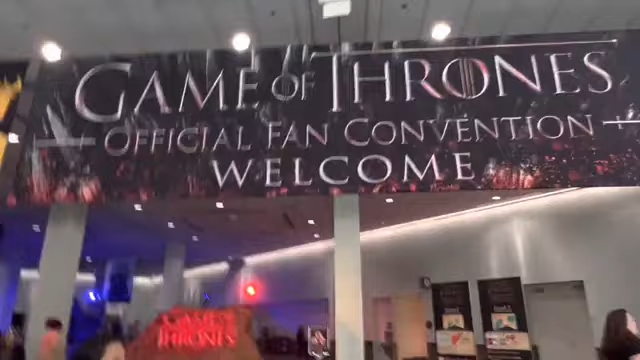 GAME OF THRONES
OFFICIAL FAN CONVENTION
WELCOME
GAME OF
THRONES